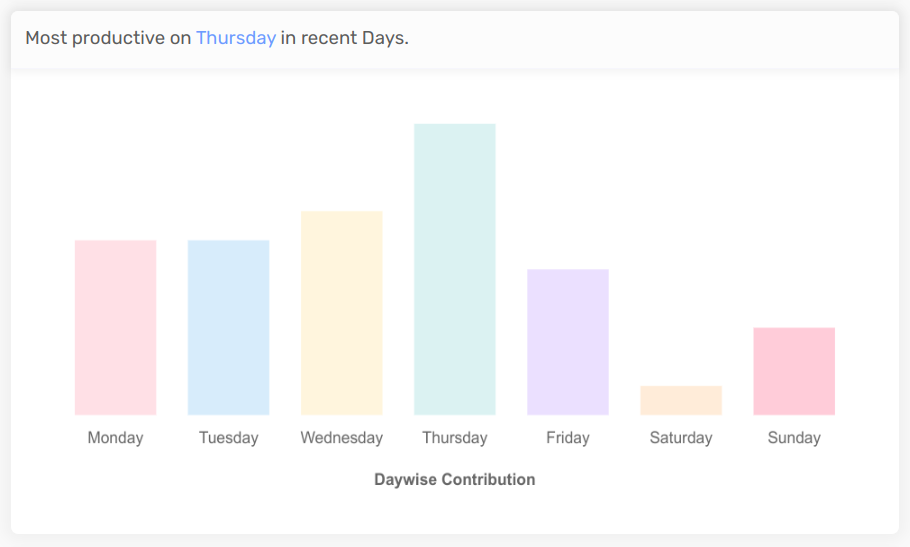 Most productive on Thursday in recent Days.
Monday Tuesday Wednesday Thursday Friday Saturday Sunday
Daywise Contribution